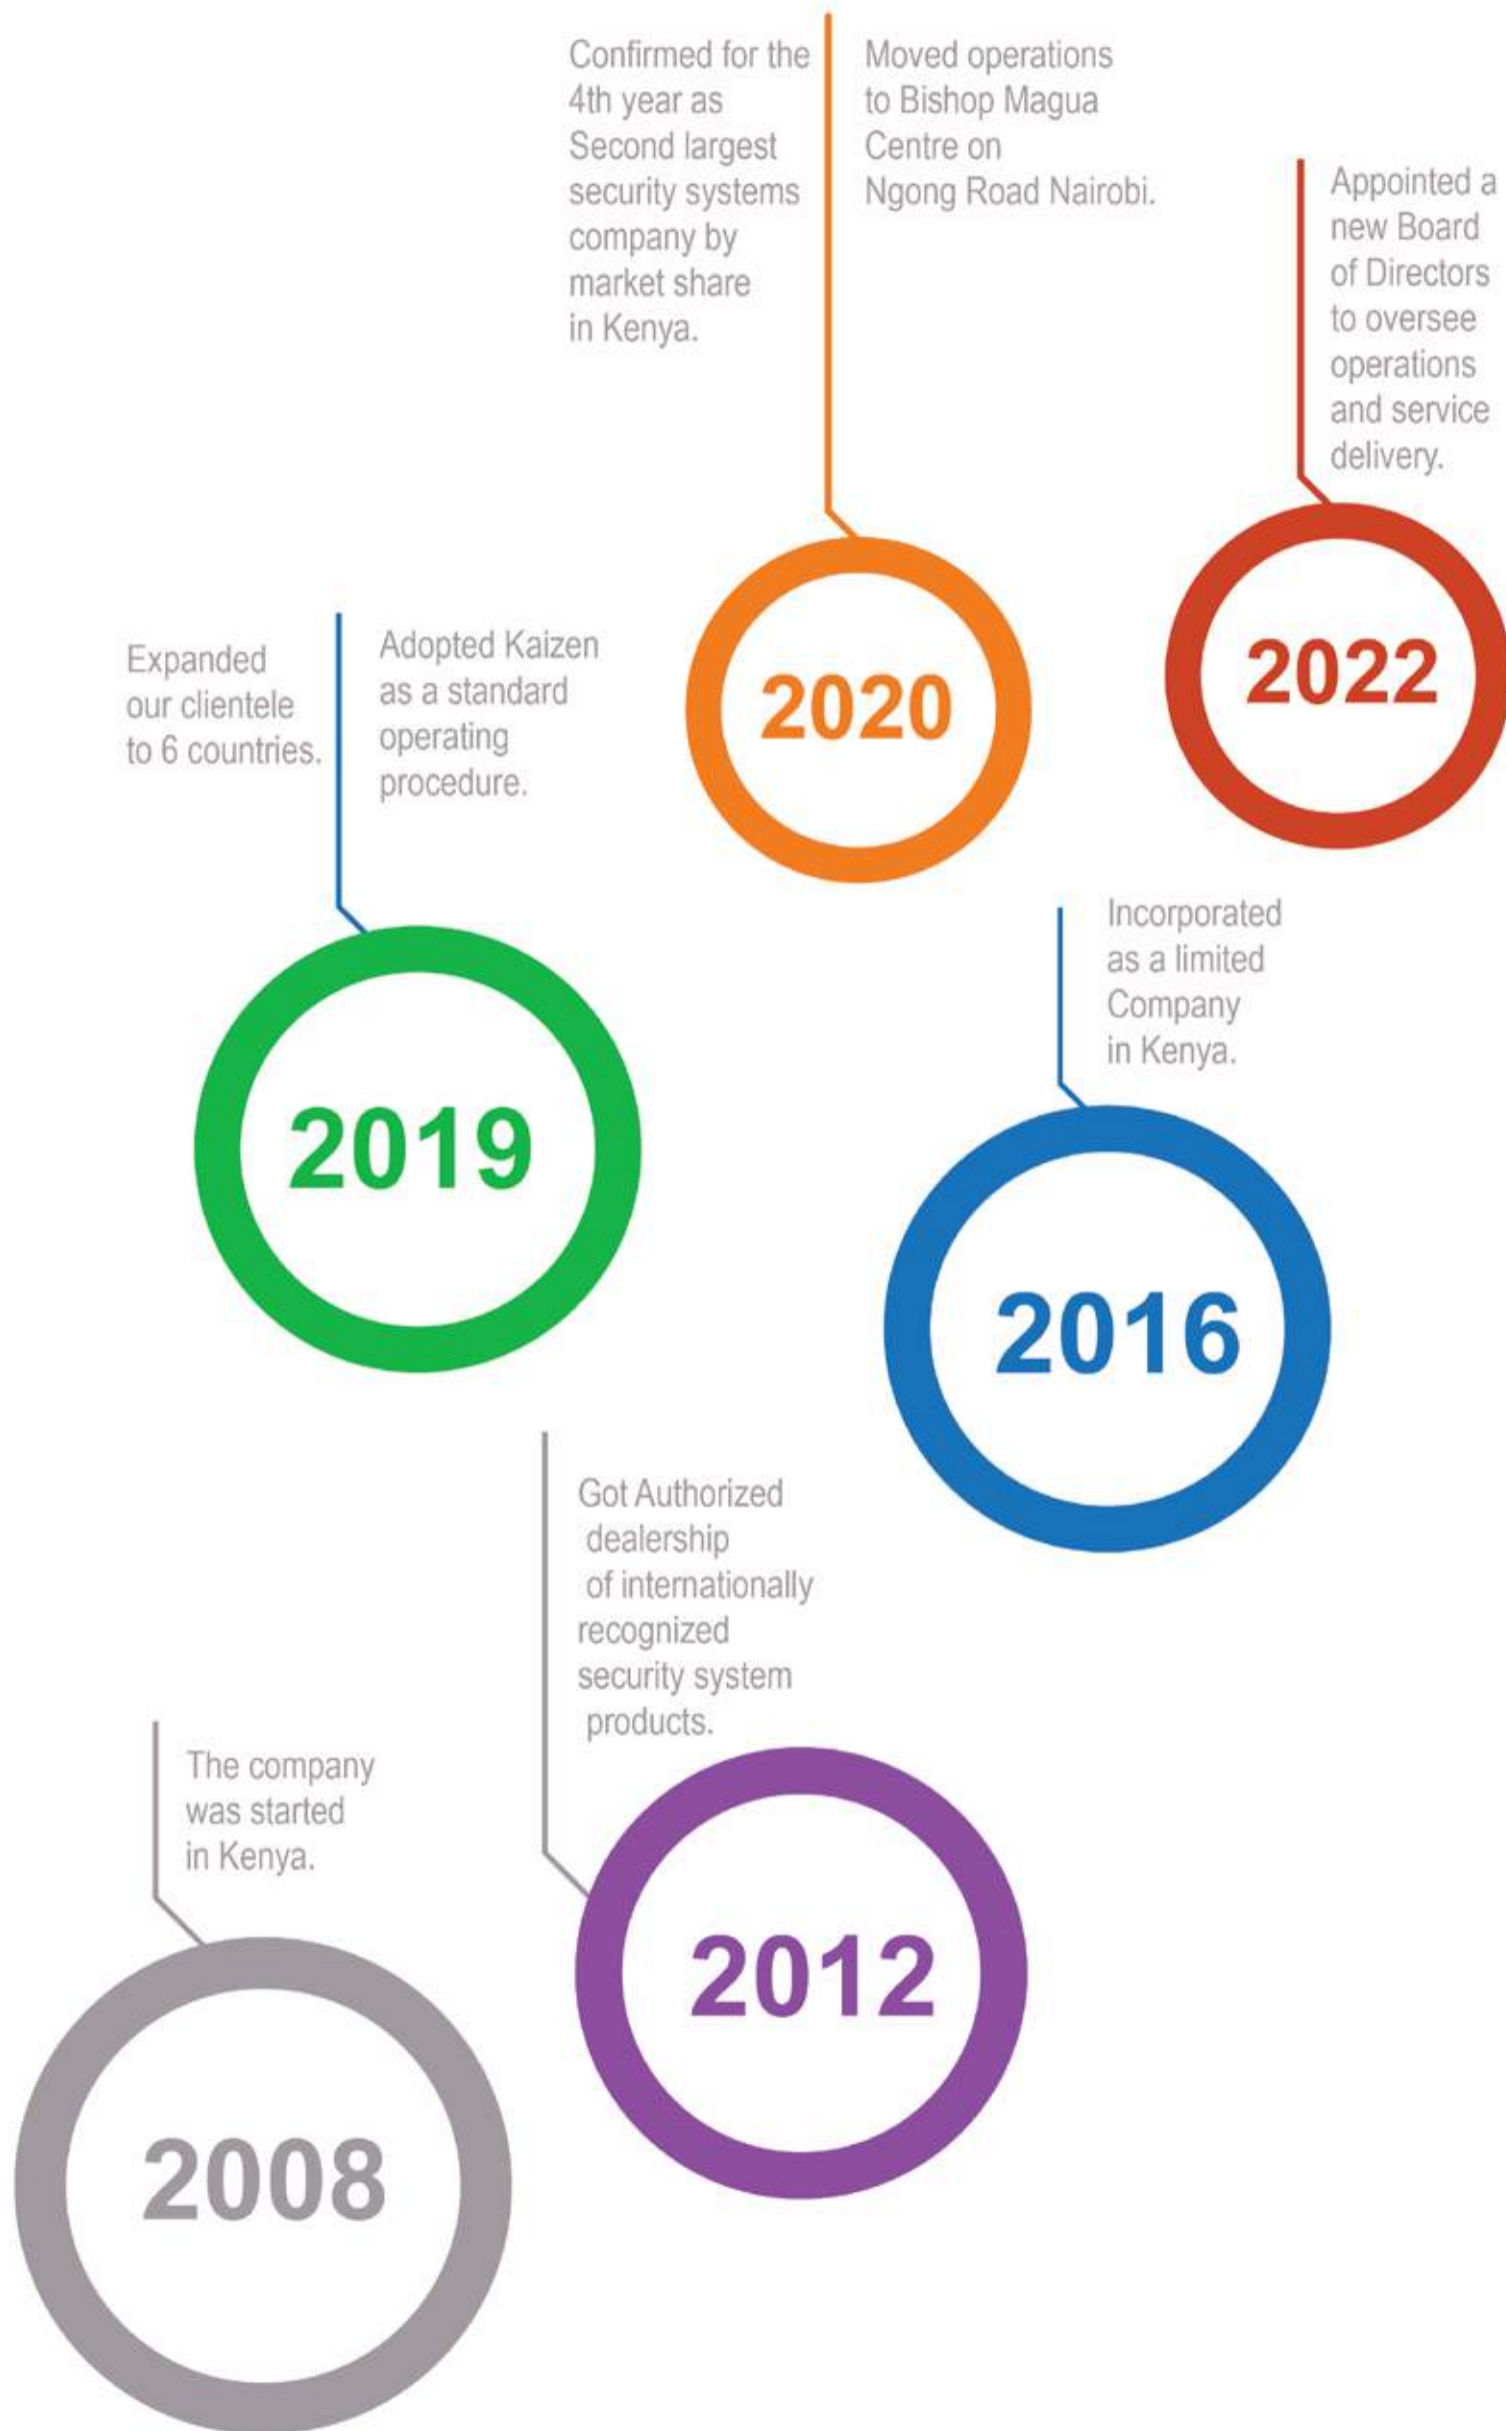 Confirmed for the
4th year as
Second largest
security systems
company by
market share
in Kenya.
Moved operations
to Bishop Magua
Centre on
Ngong Road Nairobi.
2020
Appointed a
new Board
of Directors
to oversee
operations
and service
delivery.
2022
Expanded
our clientele
to 6 countries.
Adopted Kaizen
as a standard
operating
procedure.
2019
Incorporated
as a limited
Company
in Kenya.
2016
Got Authorized
dealership
of internationally
recognized
security system
products.
2012
The company
was started
in Kenya.
2008